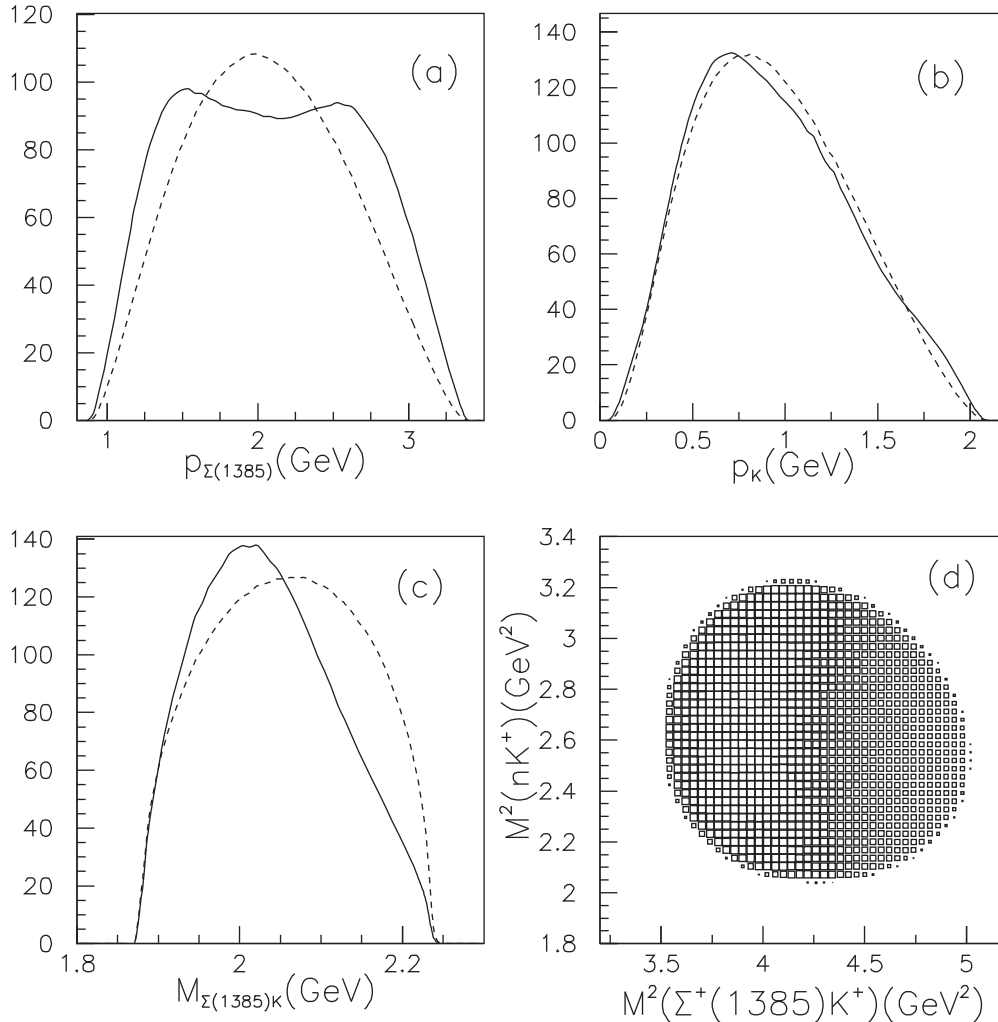 (a)
120
100
80
60
40
20
0
1 2 3
p_Σ(1385)(GeV)
(b)
140
120
100
80
60
40
20
0
0 0.5 1 1.5 2
p_K(GeV)
(c)
140
120
100
80
60
40
20
0
1.8 2 2.2
M_Σ(1385)K(GeV)
(d)
3.4
3.2
3
2.8
2.6
2.4
2.2
2
1.8
M²(nK⁺)(GeV²)
3.5 4 4.5 5
M²(Σ⁺(1385)K⁺)(GeV²)